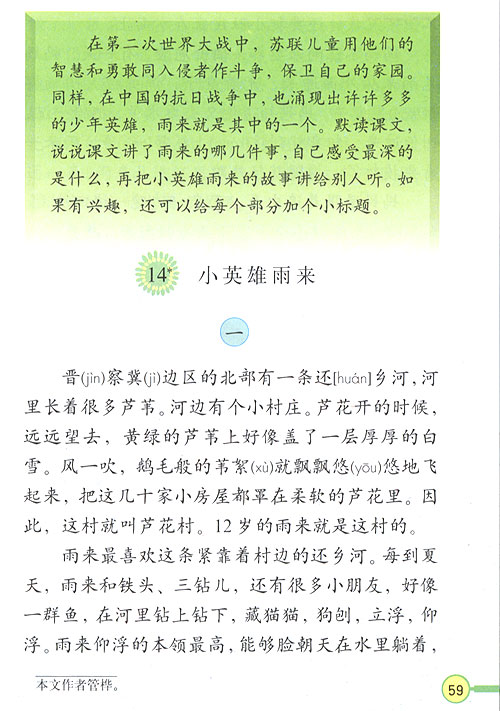 在第二次世界大战中，苏联儿童用他们的
智慧和勇敢同入侵者作斗争，保卫自己的家园。
同样，在中国的抗日战争中，也涌现出许许多多
的少年英雄，雨来就是其中的一个。默读课文，
说说课文讲了雨来的哪几件事，自己感受最深的
是什么，再把小英雄雨来的故事讲给别人听。如
果有兴趣，还可以给每个部分加个小标题。
14* 小英雄雨来
一
晋(jìn)察冀(jì)边区的北部有一条还[huán]乡河，河
里长着很多芦苇。河边有个小村庄。芦花开的时候，
远远望去，黄绿的芦苇上好像盖了一层厚厚的白
雪。风一吹，鹅毛般的苇絮(xù)就飘飘悠(yōu)悠地飞
起来，把这几十家小房屋都罩在柔软的芦花里。因
此，这村就叫芦花村。12岁的雨来就是这村的。
雨来最喜欢这条紧靠着村边的还乡河。每到夏
天，雨来和铁头、三钻儿，还有很多小朋友，好像
一群鱼，在河里钻上钻下，藏猫猫，狗刨，立浮，仰
浮。雨来仰浮的本领最高，能够脸朝天在水里躺着，
本文作者管桦。
59